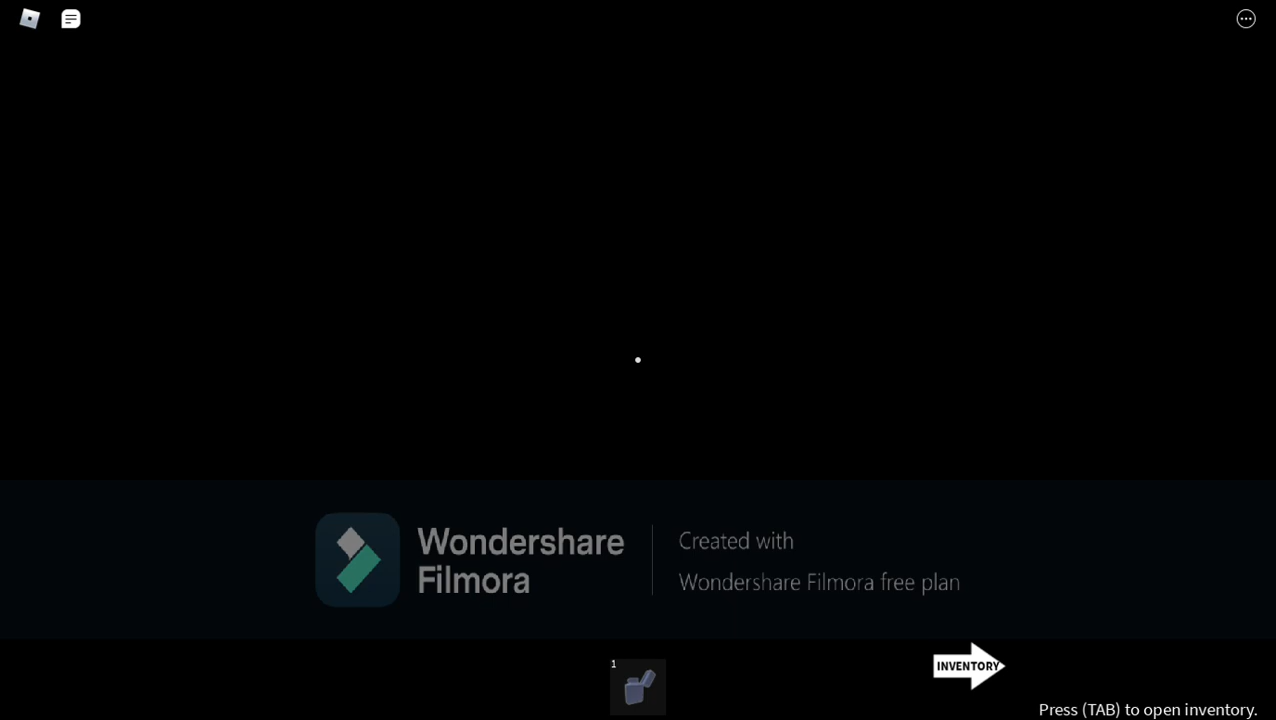 Wondershare
Filmora
Created with
Wondershare Filmora free plan
1
INVENTORY
Press (TAB) to open inventory.